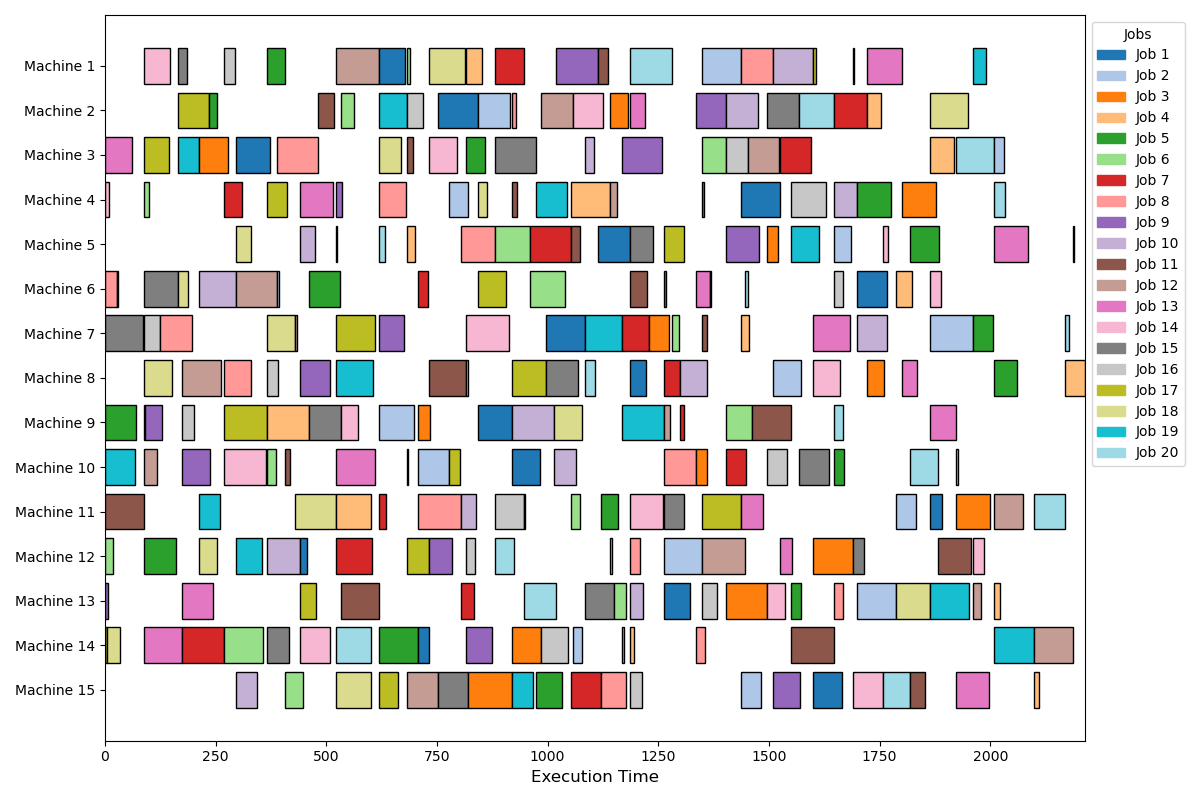 Machine 1
Machine 2
Machine 3
Machine 4
Machine 5
Machine 6
Machine 7
Machine 8
Machine 9
Machine 10
Machine 11
Machine 12
Machine 13
Machine 14
Machine 15
0 250 500 750 1000 1250 1500 1750 2000
Execution Time
Jobs
Job 1
Job 2
Job 3
Job 4
Job 5
Job 6
Job 7
Job 8
Job 9
Job 10
Job 11
Job 12
Job 13
Job 14
Job 15
Job 16
Job 17
Job 18
Job 19
Job 20